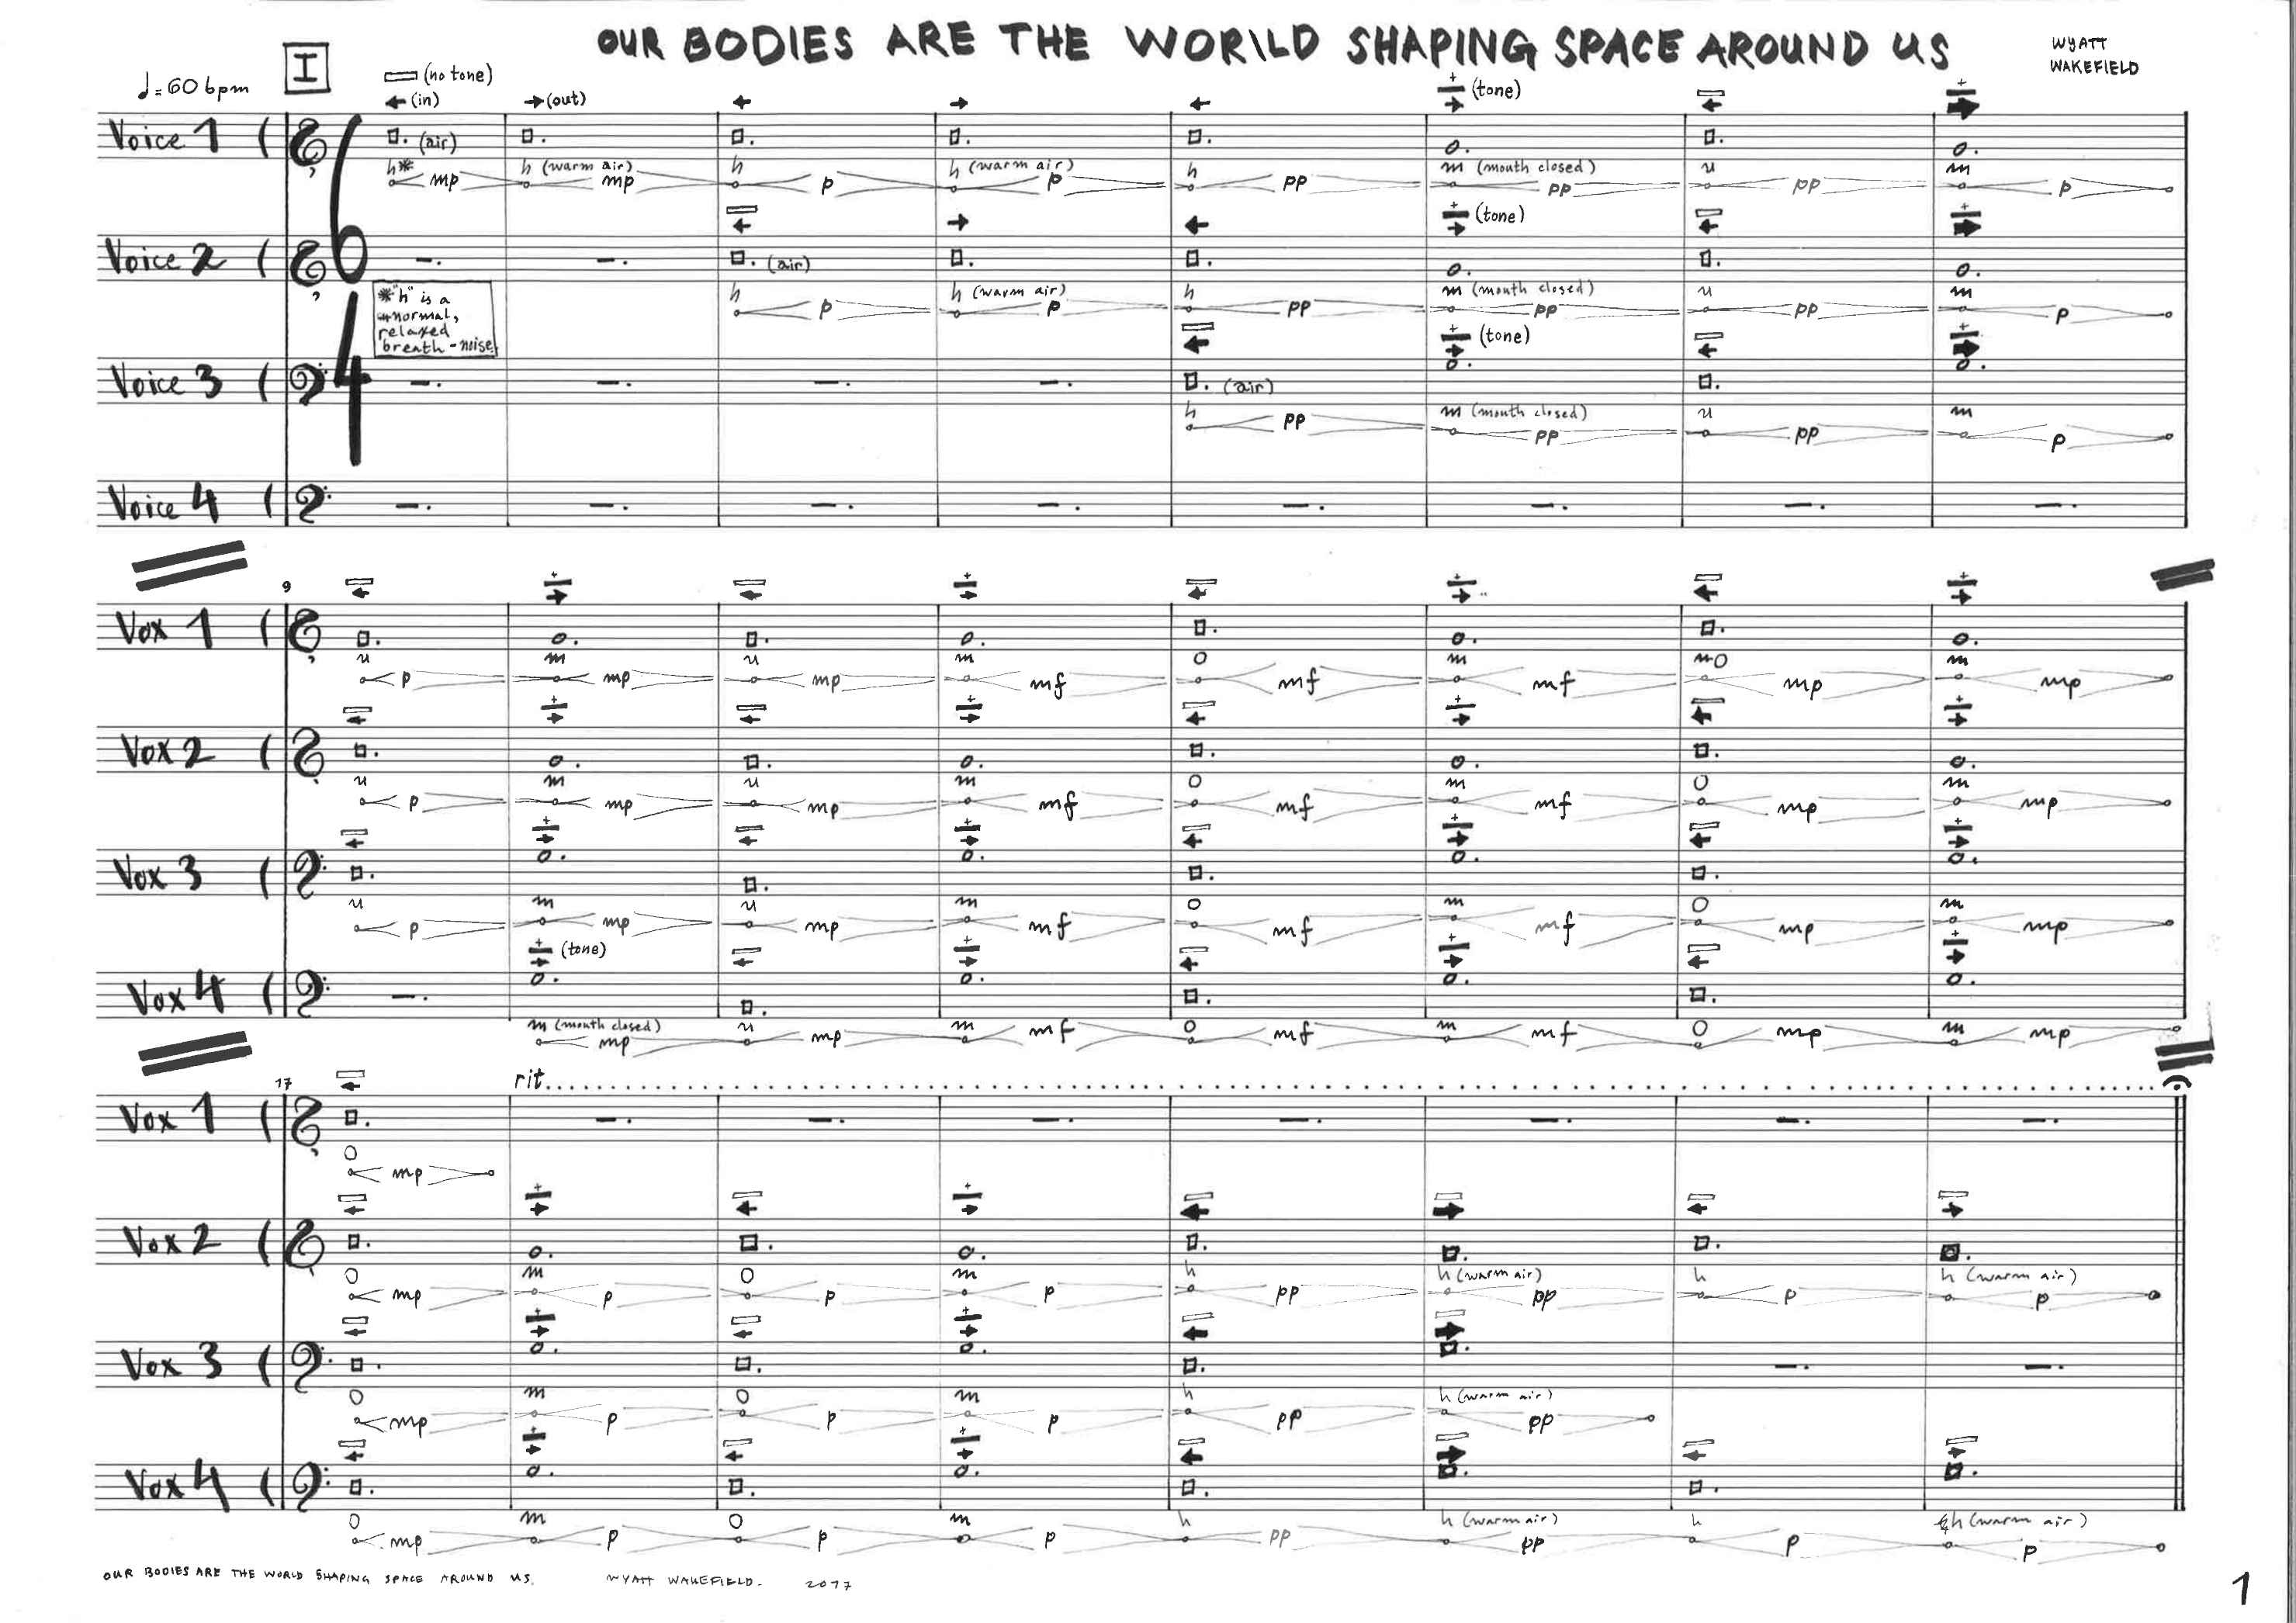 OUR BODIES ARE THE WORLD SHAPING SPACE AROUND US
WYATT
WAKEFIELD
♩=60 bpm
I
(no tone)
(in) (out) (tone)
Voice 1
(air)
h* h (warm air) h h (warm air) h m (mouth closed) u m
mp mp p p pp pp pp p
(tone)
Voice 2
6
(air)
h h (warm air) h m (mouth closed) u m
p p pp pp pp p
*"h" is a
normal,
relaxed
breath-noise
4
(tone)
Voice 3
(air)
h m (mouth closed) u m
pp pp pp p
Voice 4
9
Vox 1
u m u m o m o m
p mp mp mf mf mf mp mp
Vox 2
u m u m o m o m
p mp mp mf mf mf mp mp
Vox 3
u m u m o m o m
p mp mp mf mf mf mp mp
(tone)
Vox 4
m (mouth closed) u m o m o m
mp mp mf mf mf mp mp
17
rit.
Vox 1
o
mp
Vox 2
o m o m h h (warm air) h h (warm air)
mp p p p pp pp p p
Vox 3
o m o m h h (warm air)
mp p p p pp pp
Vox 4
o m o m h h (warm air) h h (warm air)
mp p p p pp pp p p
OUR BODIES ARE THE WORLD SHAPING SPACE AROUND US. WYATT WAKEFIELD. 2017
1